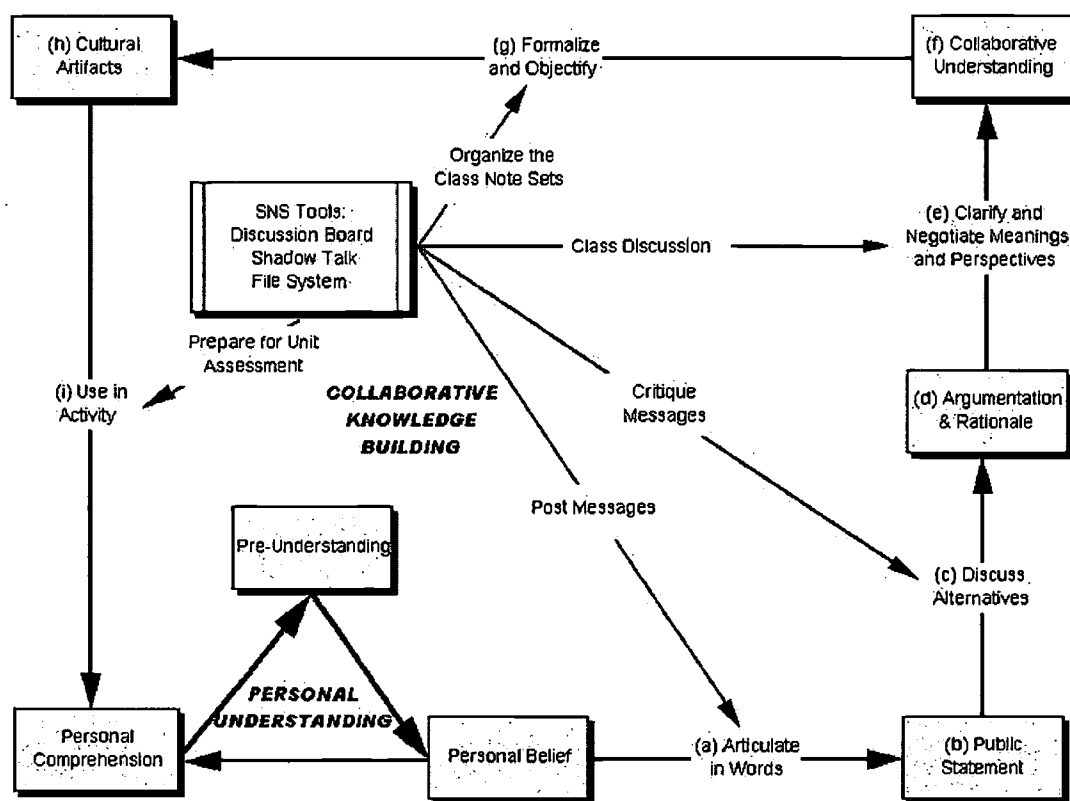 (h) Cultural
Artifacts
(g) Formalize
and Objectify
(f) Collaborative
Understanding
Organize the
Class Note Sets
SNS Tools:
Discussion Board
Shadow Talk
File System
Class Discussion
(e) Clarify and
Negotiate Meanings
and Perspectives
Prepare for Unit
Assessment
(i) Use in
Activity
COLLABORATIVE
KNOWLEDGE
BUILDING
Critique
Messages
(d) Argumentation
& Rationale
Post Messages
Pre-Understanding
(c) Discuss
Alternatives
PERSONAL
UNDERSTANDING
Personal
Comprehension
Personal Belief
(a) Articulate
in Words
(b) Public
Statement